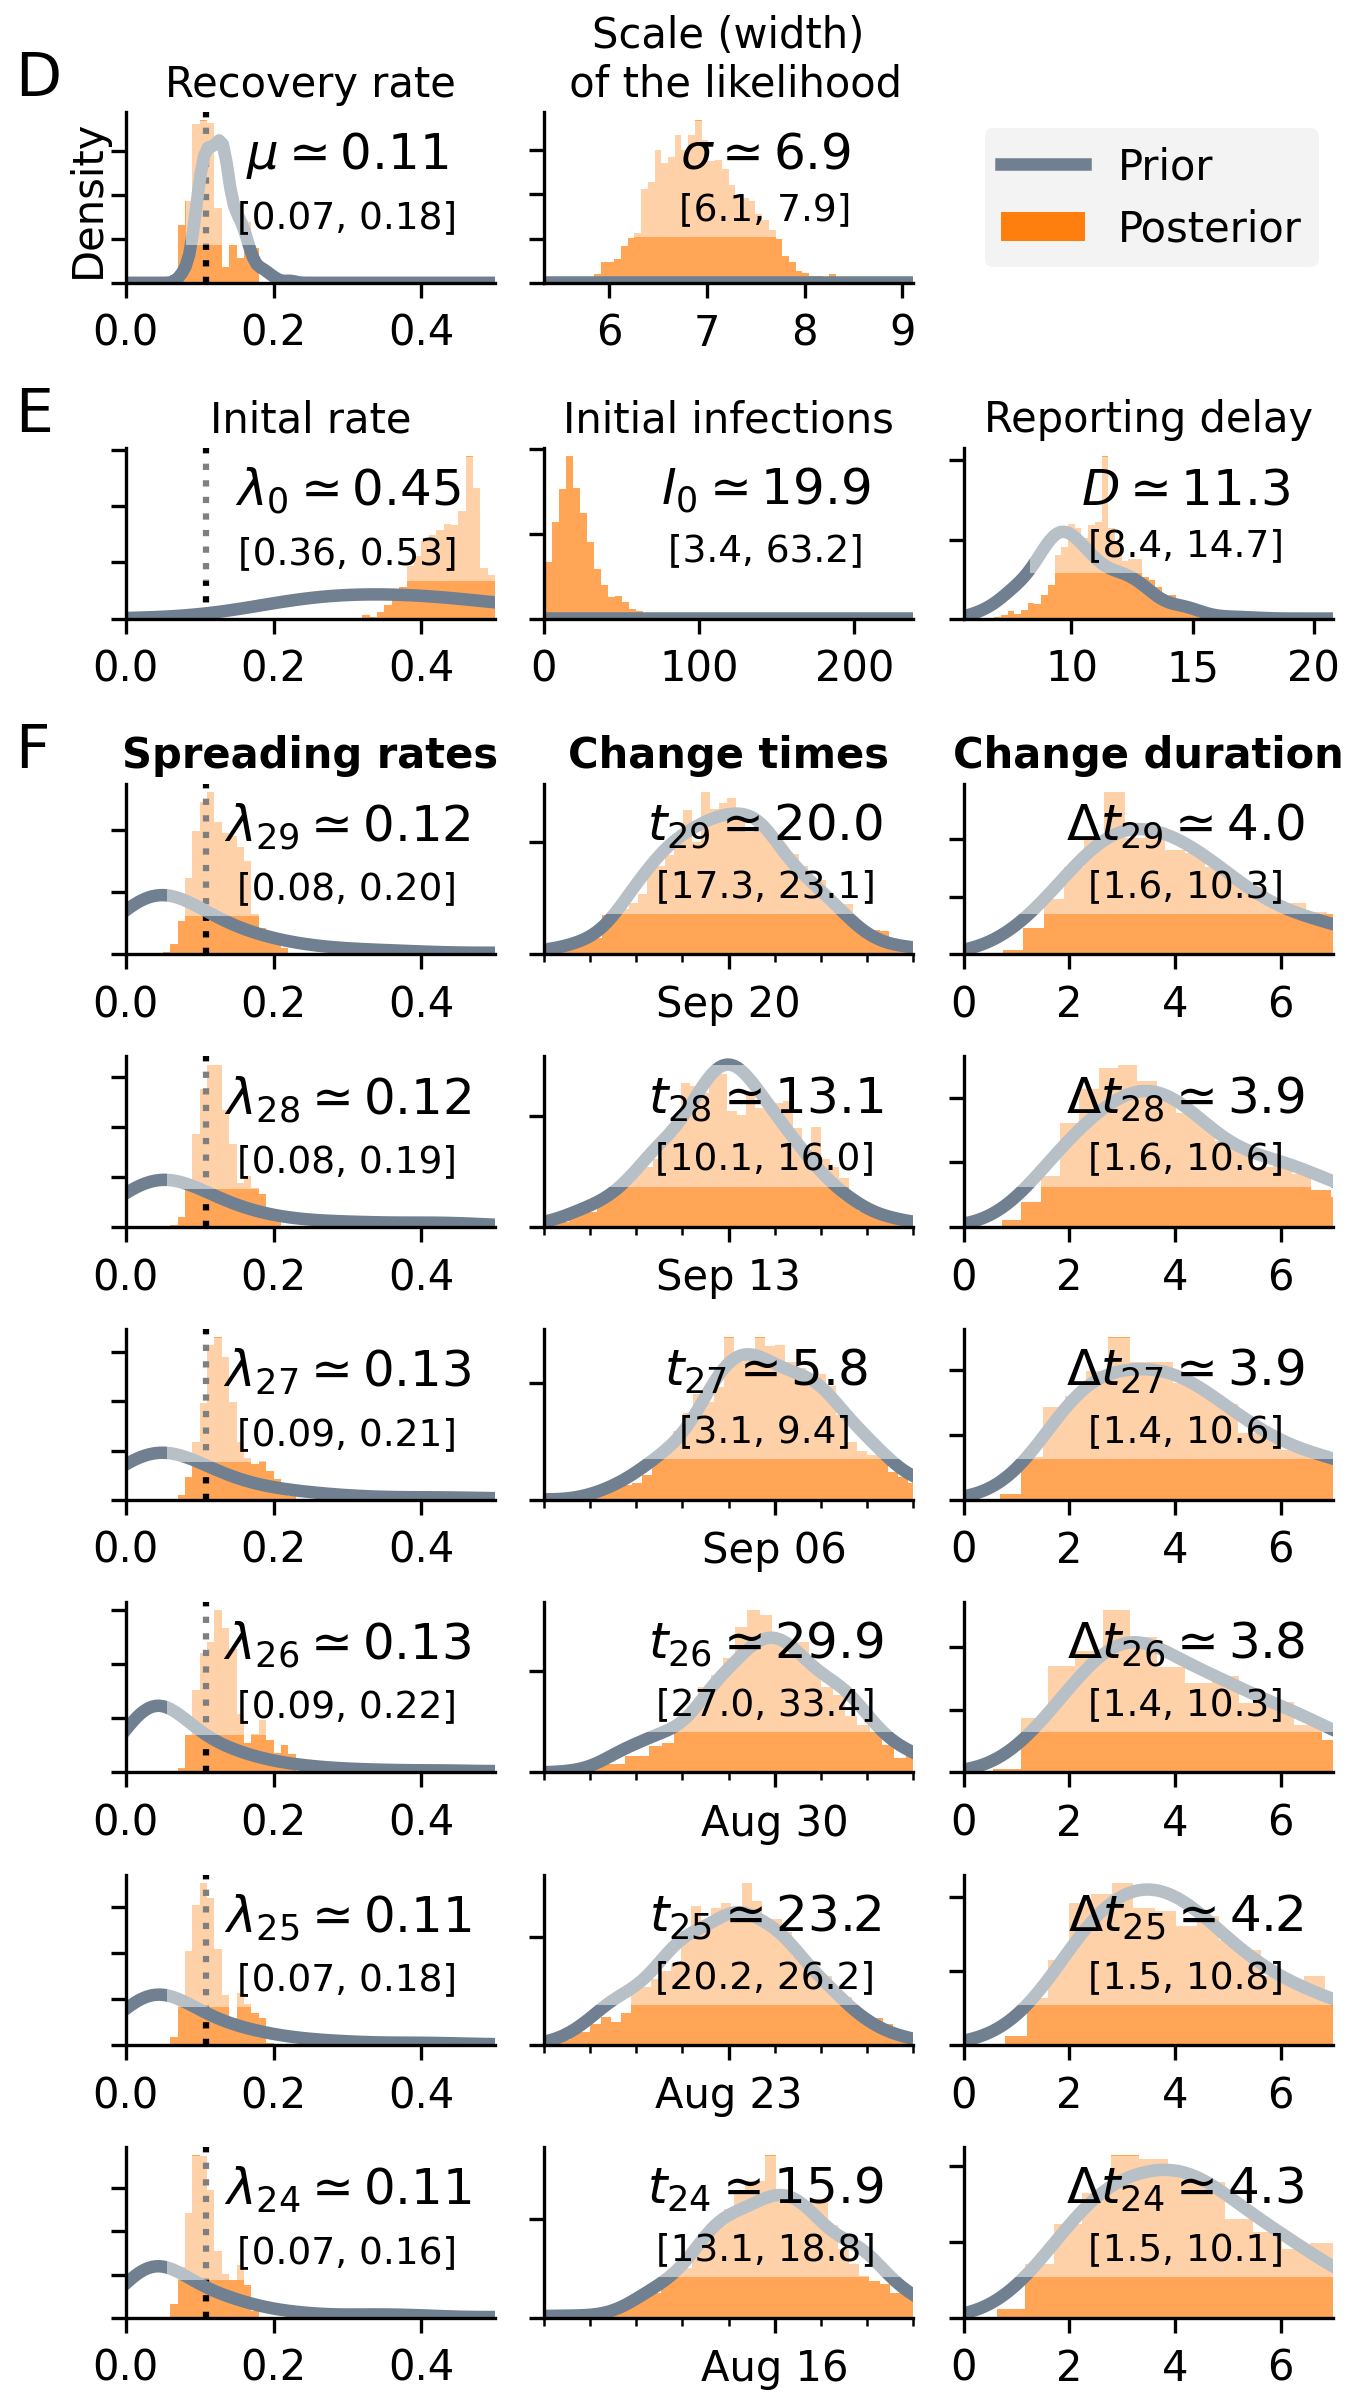 D
Recovery rate
Scale (width)
of the likelihood
Density
μ ≃ 0.11
[0.07, 0.18]
σ ≃ 6.9
[6.1, 7.9]
Prior
Posterior
0.0 0.2 0.4
6 7 8 9
E
Inital rate
Initial infections
Reporting delay
λ₀ ≃ 0.45
[0.36, 0.53]
I₀ ≃ 19.9
[3.4, 63.2]
D ≃ 11.3
[8.4, 14.7]
0.0 0.2 0.4
0 100 200
10 15 20
F
Spreading rates
Change times
Change duration
λ₂₉ ≃ 0.12
[0.08, 0.20]
t₂₉ ≃ 20.0
[17.3, 23.1]
Δt₂₉ ≃ 4.0
[1.6, 10.3]
0.0 0.2 0.4
Sep 20
0 2 4 6
λ₂₈ ≃ 0.12
[0.08, 0.19]
t₂₈ ≃ 13.1
[10.1, 16.0]
Δt₂₈ ≃ 3.9
[1.6, 10.6]
0.0 0.2 0.4
Sep 13
0 2 4 6
λ₂₇ ≃ 0.13
[0.09, 0.21]
t₂₇ ≃ 5.8
[3.1, 9.4]
Δt₂₇ ≃ 3.9
[1.4, 10.6]
0.0 0.2 0.4
Sep 06
0 2 4 6
λ₂₆ ≃ 0.13
[0.09, 0.22]
t₂₆ ≃ 29.9
[27.0, 33.4]
Δt₂₆ ≃ 3.8
[1.4, 10.3]
0.0 0.2 0.4
Aug 30
0 2 4 6
λ₂₅ ≃ 0.11
[0.07, 0.18]
t₂₅ ≃ 23.2
[20.2, 26.2]
Δt₂₅ ≃ 4.2
[1.5, 10.8]
0.0 0.2 0.4
Aug 23
0 2 4 6
λ₂₄ ≃ 0.11
[0.07, 0.16]
t₂₄ ≃ 15.9
[13.1, 18.8]
Δt₂₄ ≃ 4.3
[1.5, 10.1]
0.0 0.2 0.4
Aug 16
0 2 4 6